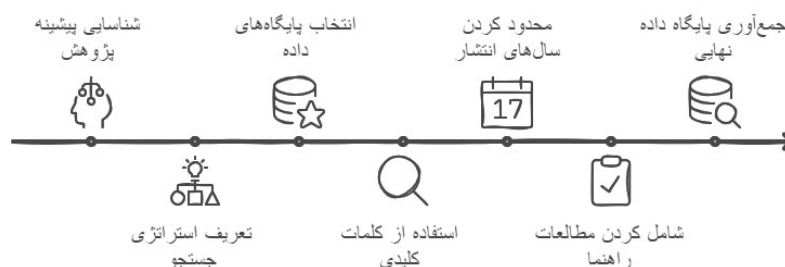 شناسایی پیشینه
پژوهش
تعریف استراتژی
جستجو
انتخاب پایگاه‌های
داده
استفاده از کلمات
کلیدی
محدود کردن
سال‌های انتشار
17
شامل کردن مطالعات
راهنما
جمع‌آوری پایگاه داده
نهایی